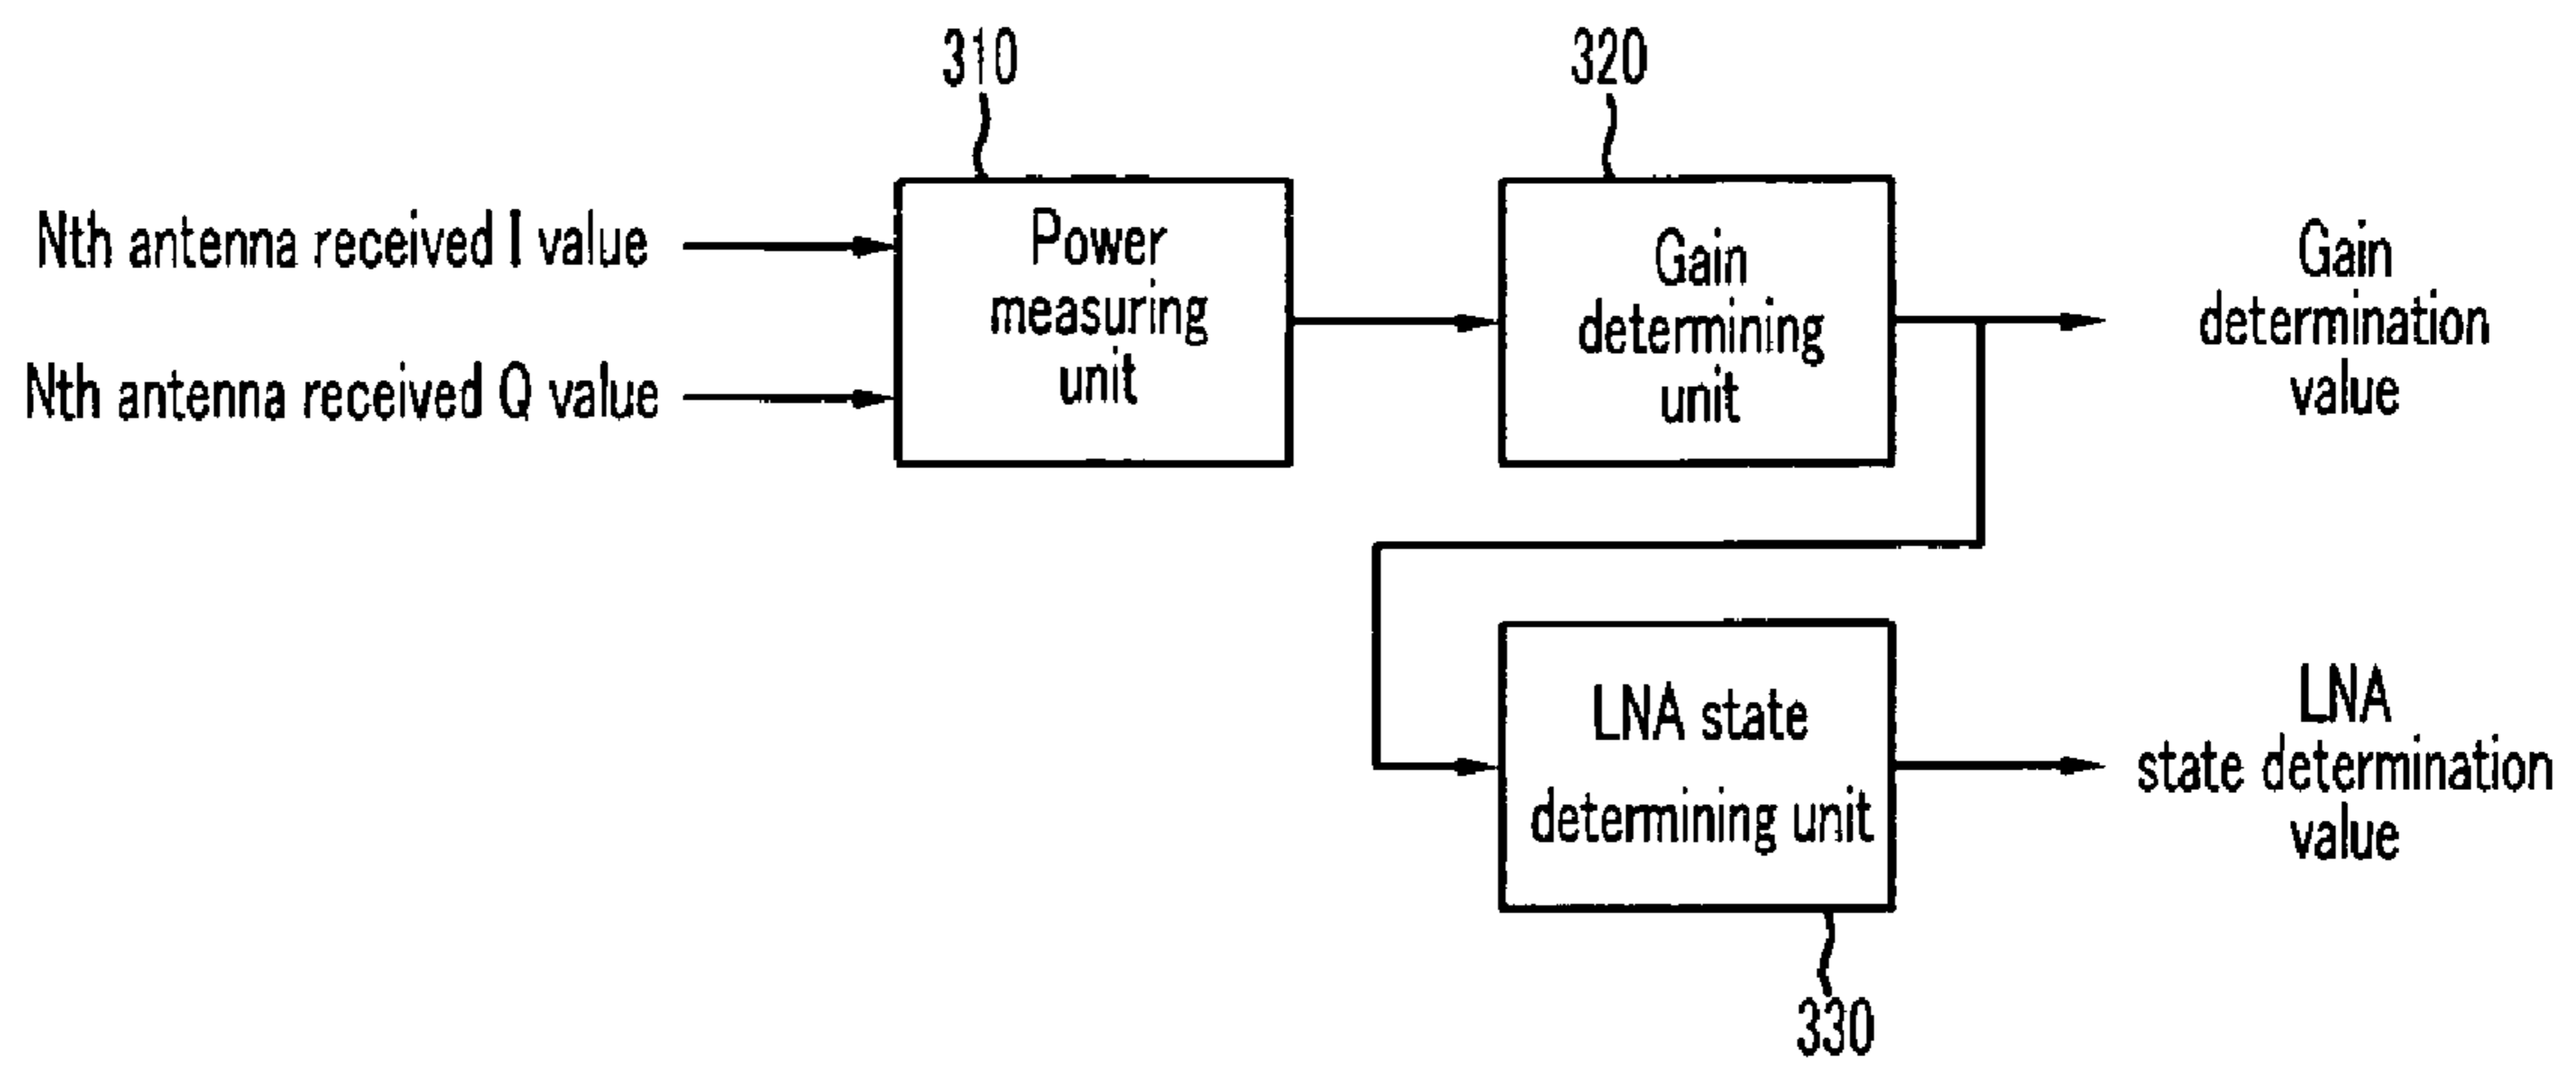 310
320
Nth antenna received I value
Nth antenna received Q value
Power
measuring
unit
Gain
determining
unit
Gain
determination
value
LNA state
determining unit
LNA
state determination
value
330